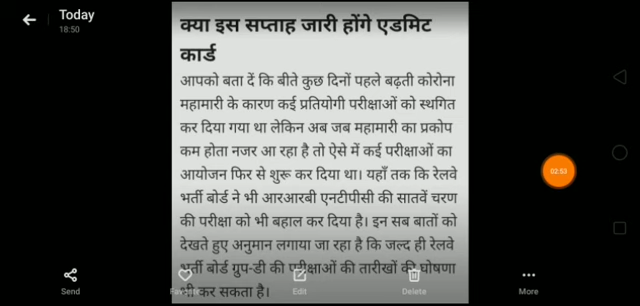 Today
18:50
क्या इस सप्ताह जारी होंगे एडमिट
कार्ड
आपको बता दें कि बीते कुछ दिनों पहले बढ़ती कोरोना
महामारी के कारण कई प्रतियोगी परीक्षाओं को स्थगित
कर दिया गया था लेकिन अब जब महामारी का प्रकोप
कम होता नजर आ रहा है तो ऐसे में कई परीक्षाओं का
आयोजन फिर से शुरू कर दिया था। यहाँ तक कि रेलवे
भर्ती बोर्ड ने भी आरआरबी एनटीपीसी की सातवें चरण
की परीक्षा को भी बहाल कर दिया है। इन सब बातों को
देखते हुए अनुमान लगाया जा रहा है कि जल्द ही रेलवे
भर्ती बोर्ड ग्रुप-डी की परीक्षाओं की तारीखों की घोषणा
भी कर सकता है।
02:53
Send
Favorite
Edit
Delete
More